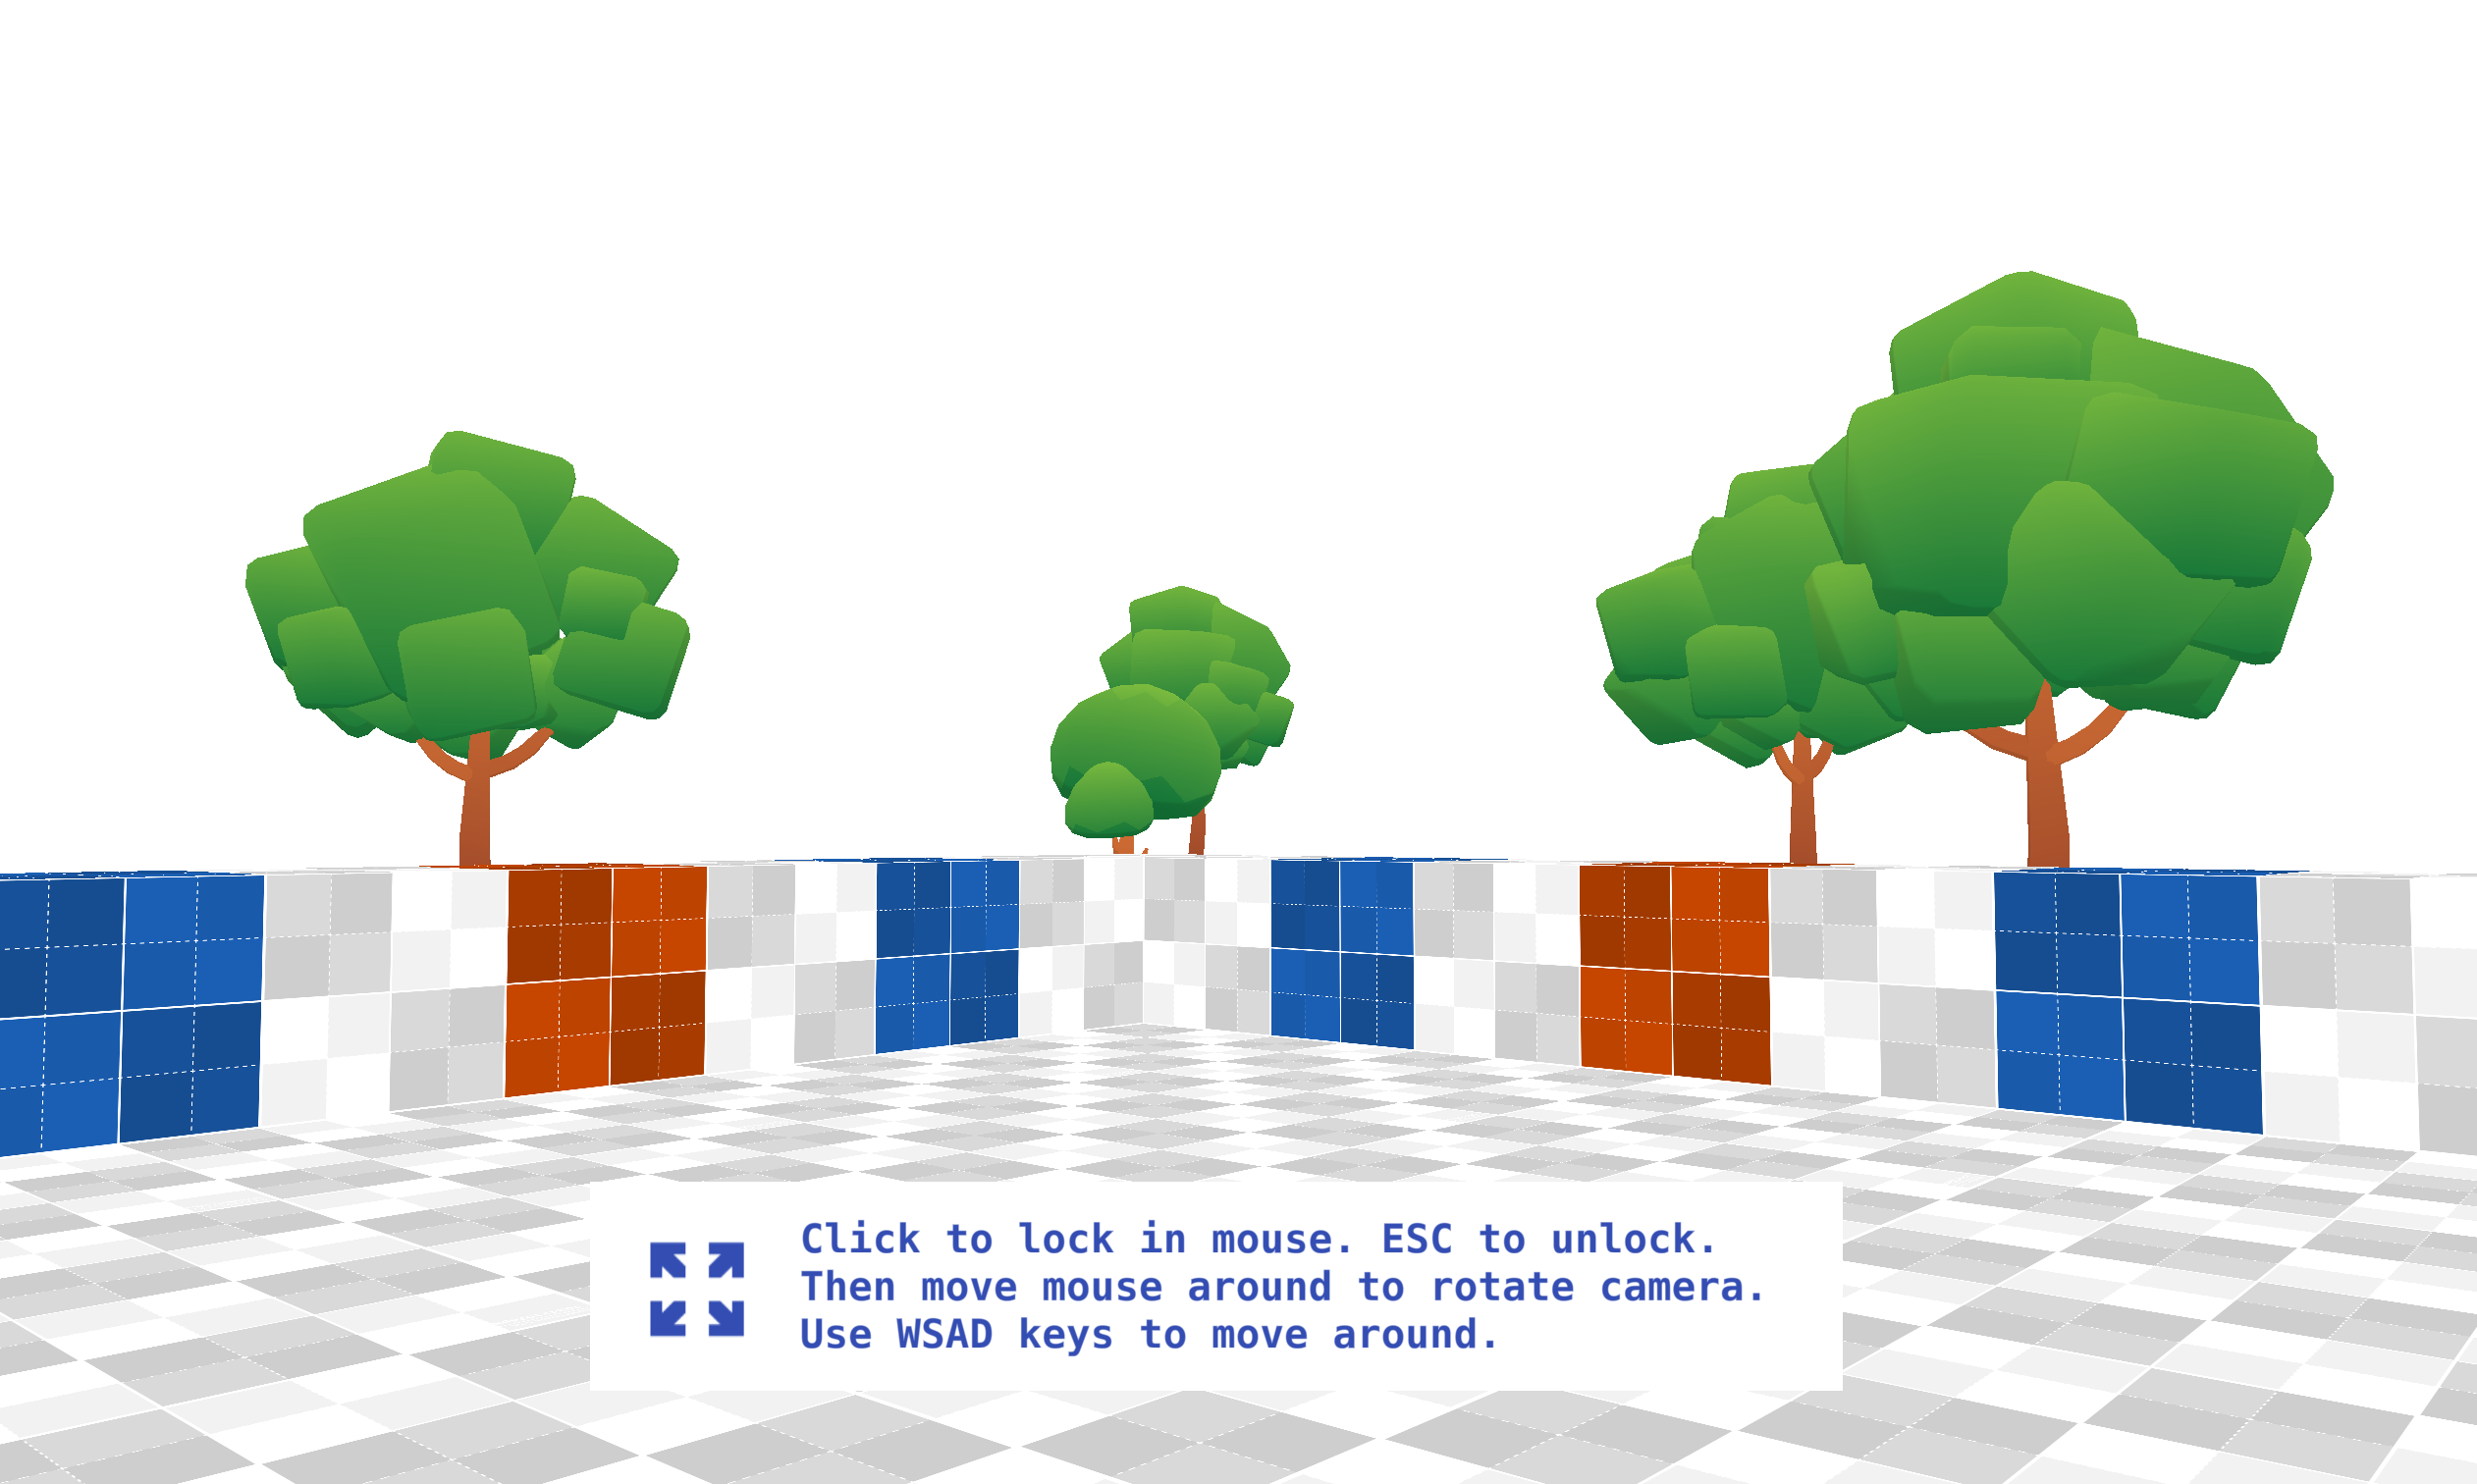 Click to lock in mouse. ESC to unlock.
Then move mouse around to rotate camera.
Use WSAD keys to move around.